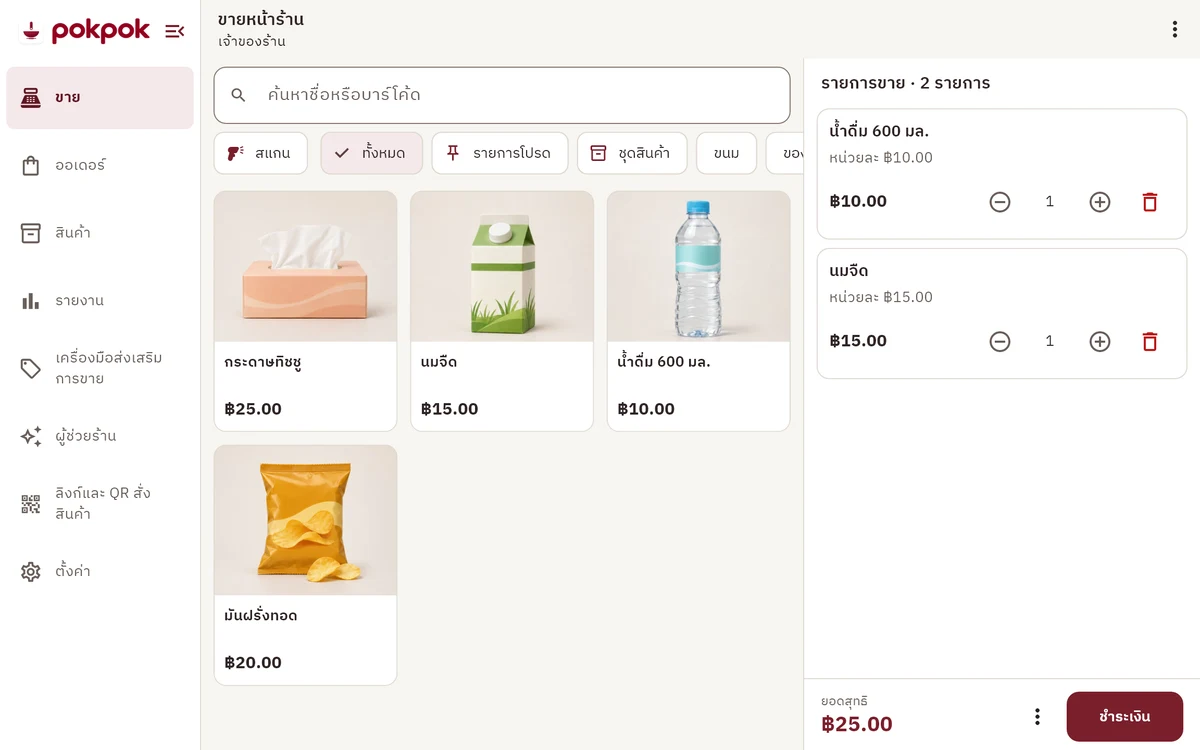 pokpok
ขาย
ออเดอร์
สินค้า
รายงาน
เครื่องมือส่งเสริม
การขาย
ผู้ช่วยร้าน
ลิงก์และ QR สั่ง
สินค้า
ตั้งค่า
ขายหน้าร้าน
เจ้าของร้าน
ค้นหาชื่อหรือบาร์โค้ด
สแกน
ทั้งหมด
รายการโปรด
ชุดสินค้า
ขนม
กระดาษทิชชู
฿25.00
นมจืด
฿15.00
น้ำดื่ม 600 มล.
฿10.00
มันฝรั่งทอด
฿20.00
รายการขาย · 2 รายการ
น้ำดื่ม 600 มล.
หน่วยละ ฿10.00
฿10.00
1
นมจืด
หน่วยละ ฿15.00
฿15.00
1
ยอดสุทธิ
฿25.00
ชำระเงิน